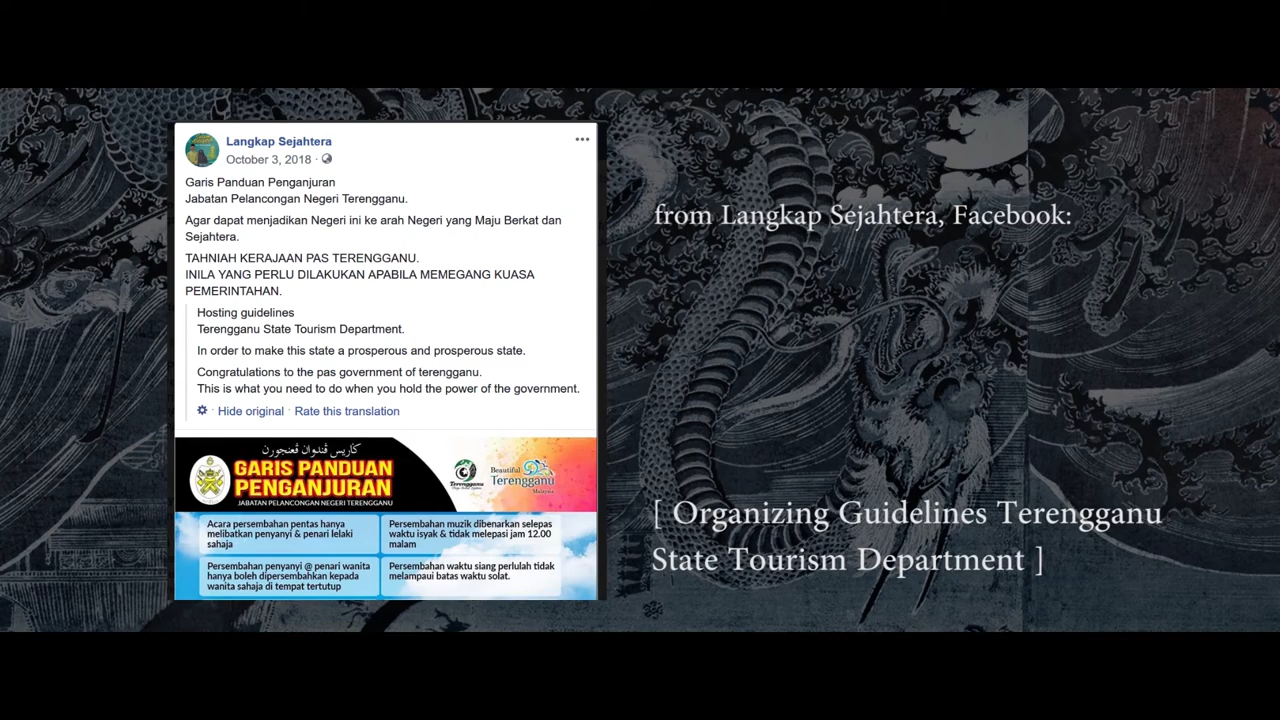 Langkap Sejahtera
October 3, 2018 ·
Garis Panduan Penganjuran
Jabatan Pelancongan Negeri Terengganu.
Agar dapat menjadikan Negeri ini ke arah Negeri yang Maju Berkat dan
Sejahtera.
TAHNIAH KERAJAAN PAS TERENGGANU.
INILA YANG PERLU DILAKUKAN APABILA MEMEGANG KUASA
PEMERINTAHAN.
Hosting guidelines
Terengganu State Tourism Department.
In order to make this state a prosperous and prosperous state.
Congratulations to the pas government of terengganu.
This is what you need to do when you hold the power of the government.
· Hide original · Rate this translation
ݢاريس ڤندوان ڤڠنجورن
GARIS PANDUAN
PENGANJURAN
JABATAN PELANCONGAN NEGERI TERENGGANU
Terengganu
Beautiful
Terengganu
Malaysia
Acara persembahan pentas hanya
melibatkan penyanyi & penari lelaki
sahaja
Persembahan muzik dibenarkan selepas
waktu isyak & tidak melepasi jam 12.00
malam
Persembahan penyanyi @ penari wanita
hanya boleh dipersembahkan kepada
wanita sahaja di tempat tertutup
Persembahan waktu siang perlulah tidak
melampaui batas waktu solat.
from Langkap Sejahtera, Facebook:
[ Organizing Guidelines Terengganu
State Tourism Department ]